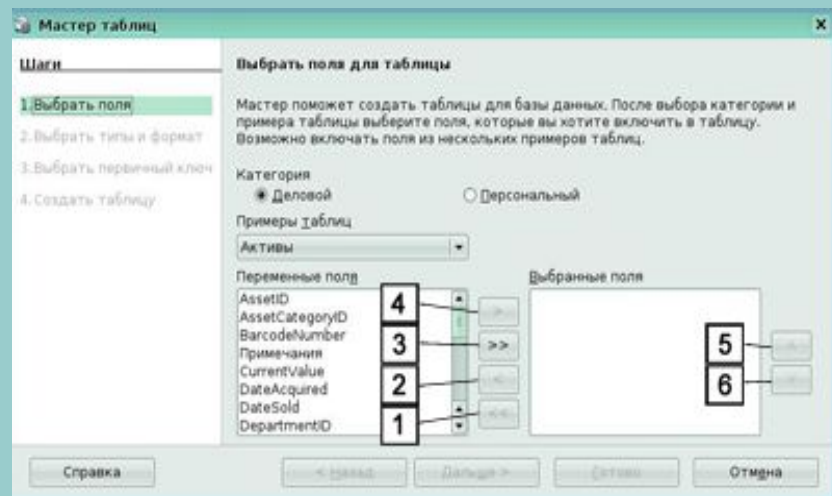 Мастер таблиц
Шаги
1. Выбрать поля
2. Выбрать типы и формат
3. Выбрать первичный ключ
4. Создать таблицу
Выбрать поля для таблицы
Мастер поможет создать таблицы для базы данных. После выбора категории и
примера таблицы выберите поля, которые вы хотите включить в таблицу.
Возможно включать поля из нескольких примеров таблиц.
Категория
Деловой
Персональный
Примеры таблиц
Активы
Переменные поля
Выбранные поля
AssetID
AssetCategoryID
BarcodeNumber
Примечания
CurrentValue
DateAcquired
DateSold
DepartmentID
4
>
3
>>
2
<
1
<<
5
6
Справка
< Назад
Дальше >
Готово
Отмена